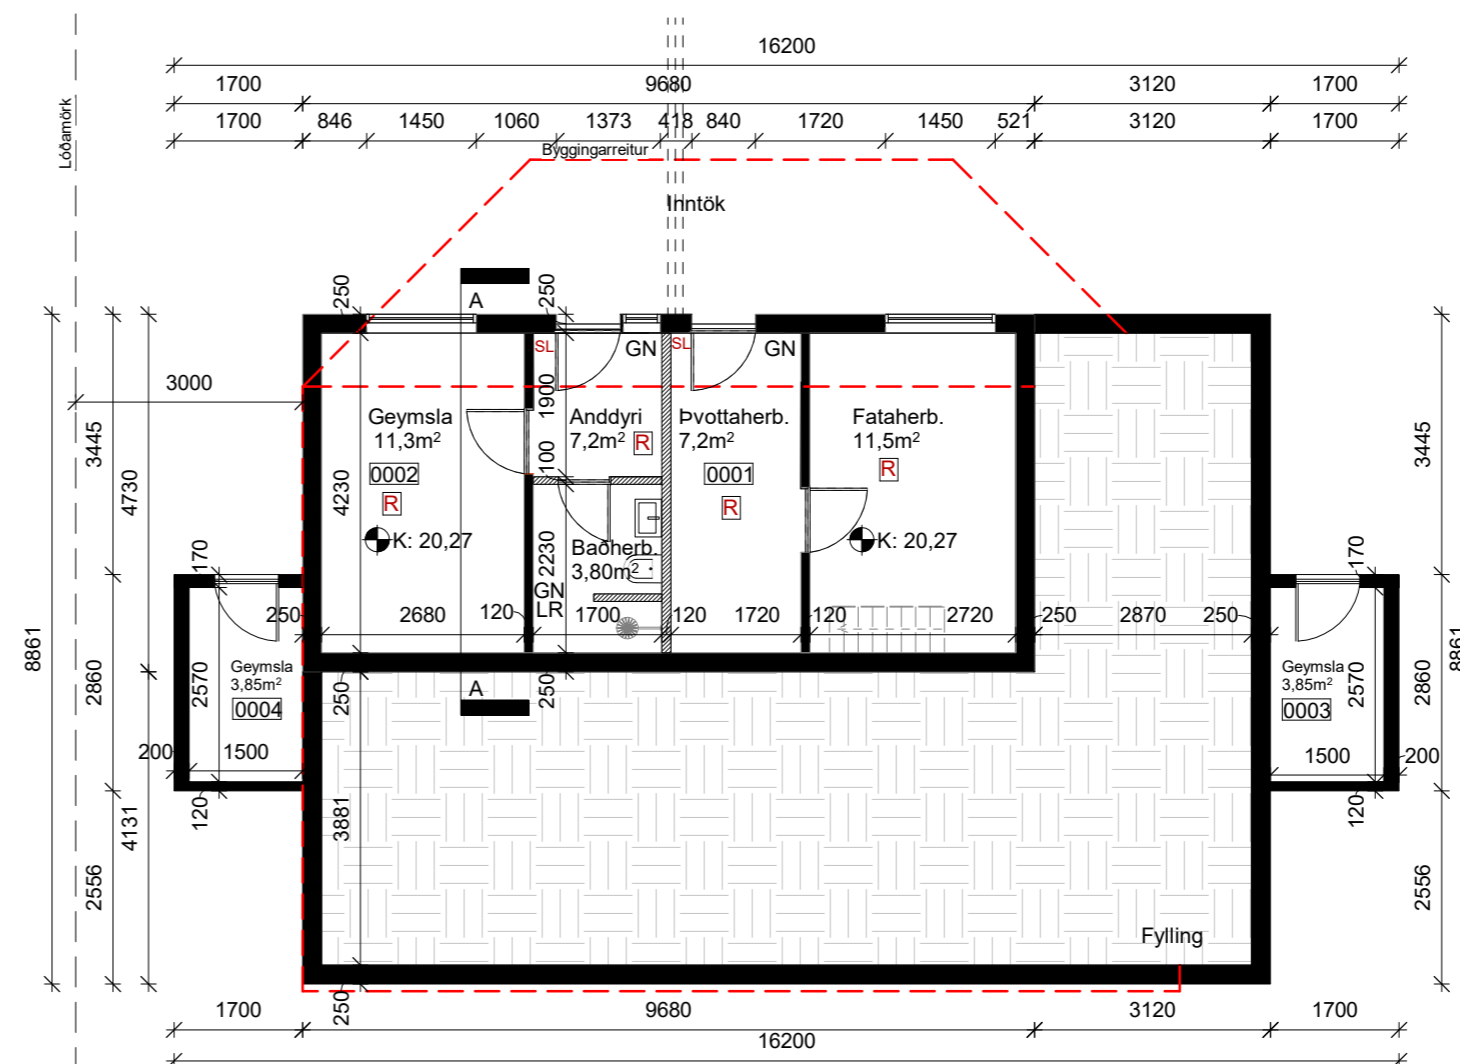 16200
1700 9680 3120 1700
1700 846 1450 1060 1373 418 840 1720 1450 521 3120 1700
Lóðamörk
Byggingarreitur
Inntök
250 250
A
SL GN SL GN
3000
1900
Geymsla
11,3m²
0002
R
K: 20,27
Anddyri
7,2m²
R
Þvottaherb.
7,2m²
0001
R
Fataherb.
11,5m²
R
K: 20,27
100
3445
4730
4230
3445
Baðherb.
3,80m²
2230
GN
LR
170
170
250 2680 120 1700 120 1720 120 2720 250 2870 250
8861
2860
2570
Geymsla
3,85m²
0004
250
A
250
Geymsla
3,85m²
0003
2570
2860
8861
200 1500
1500 200
120
120
4131
3881
2556
2556
Fylling
250
1700 9680 3120 1700
16200